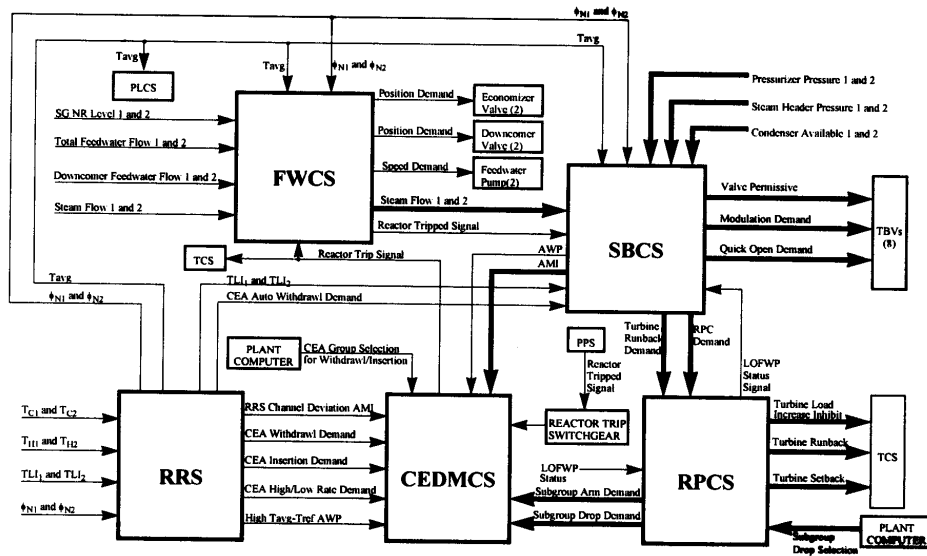 ϕN1 and ϕN2
Tavg
Tavg
Tavg
ϕN1 and ϕN2
PLCS
Pressurizer Pressure 1 and 2
Steam Header Pressure 1 and 2
Condenser Available 1 and 2
SG NR Level 1 and 2
Total Feedwater Flow 1 and 2
Downcomer Feedwater Flow 1 and 2
Steam Flow 1 and 2
FWCS
Position Demand
Economizer
Valve (2)
Position Demand
Downcomer
Valve (2)
Speed Demand
Feedwater
Pump(2)
Steam Flow 1 and 2
Reactor Tripped Signal
SBCS
Valve Permissive
Modulation Demand
Quick Open Demand
TBVs
(8)
TCS
Reactor Trip Signal
AWP
AMI
Tavg
ϕN1 and ϕN2
TLI1 and TLI2
CEA Auto Withdrawl Demand
PLANT
COMPUTER
CEA Group Selection
for Withdrawl/Insertion
PPS
Reactor
Tripped
Signal
Turbine
Runback
Demand
RPC
Demand
LOFWP
Status
Signal
TC1 and TC2
TH1 and TH2
TLI1 and TLI2
ϕN1 and ϕN2
RRS
RRS Channel Deviation AMI
CEA Withdrawl Demand
CEA Insertion Demand
CEA High/Low Rate Demand
High Tavg-Tref AWP
CEDMCS
REACTOR TRIP
SWITCHGEAR
LOFWP
Status
Subgroup Arm Demand
Subgroup Drop Demand
RPCS
Turbine Load
Increase Inhibit
Turbine Runback
Turbine Setback
TCS
PLANT
COMPUTER
Subgroup
Drop Selection